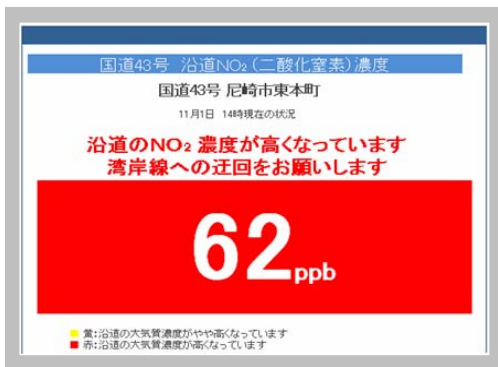 国道43号 沿道NO₂(二酸化窒素)濃度
国道43号 尼崎市東本町
11月1日 14時現在の状況
沿道のNO₂ 濃度が高くなっています
湾岸線への迂回をお願いします
62ppb
黄:沿道の大気質濃度がやや高くなっています
赤:沿道の大気質濃度が高くなっています